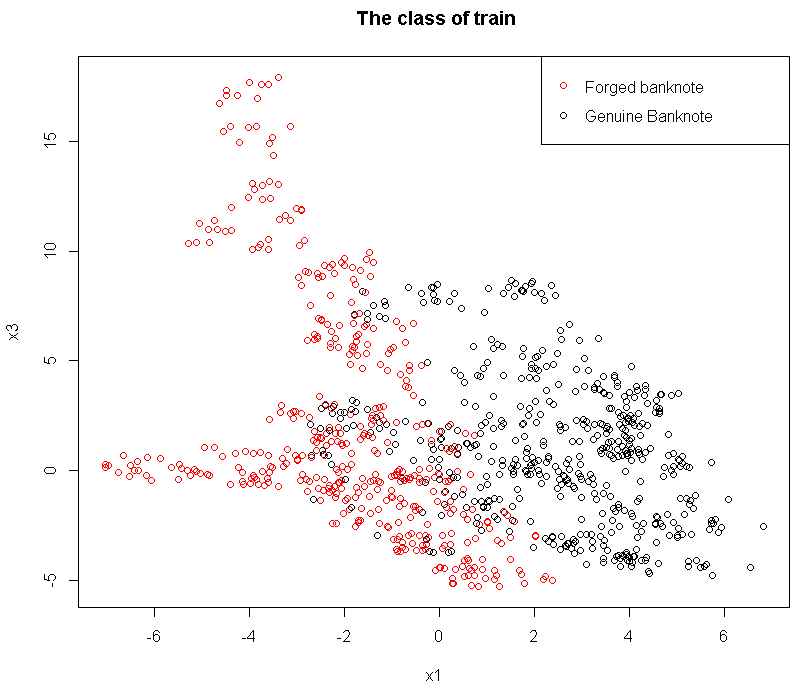 The class of train
Forged banknote
Genuine Banknote
15
10
5
0
-5
x3
-6
-4
-2
0
2
4
6
x1